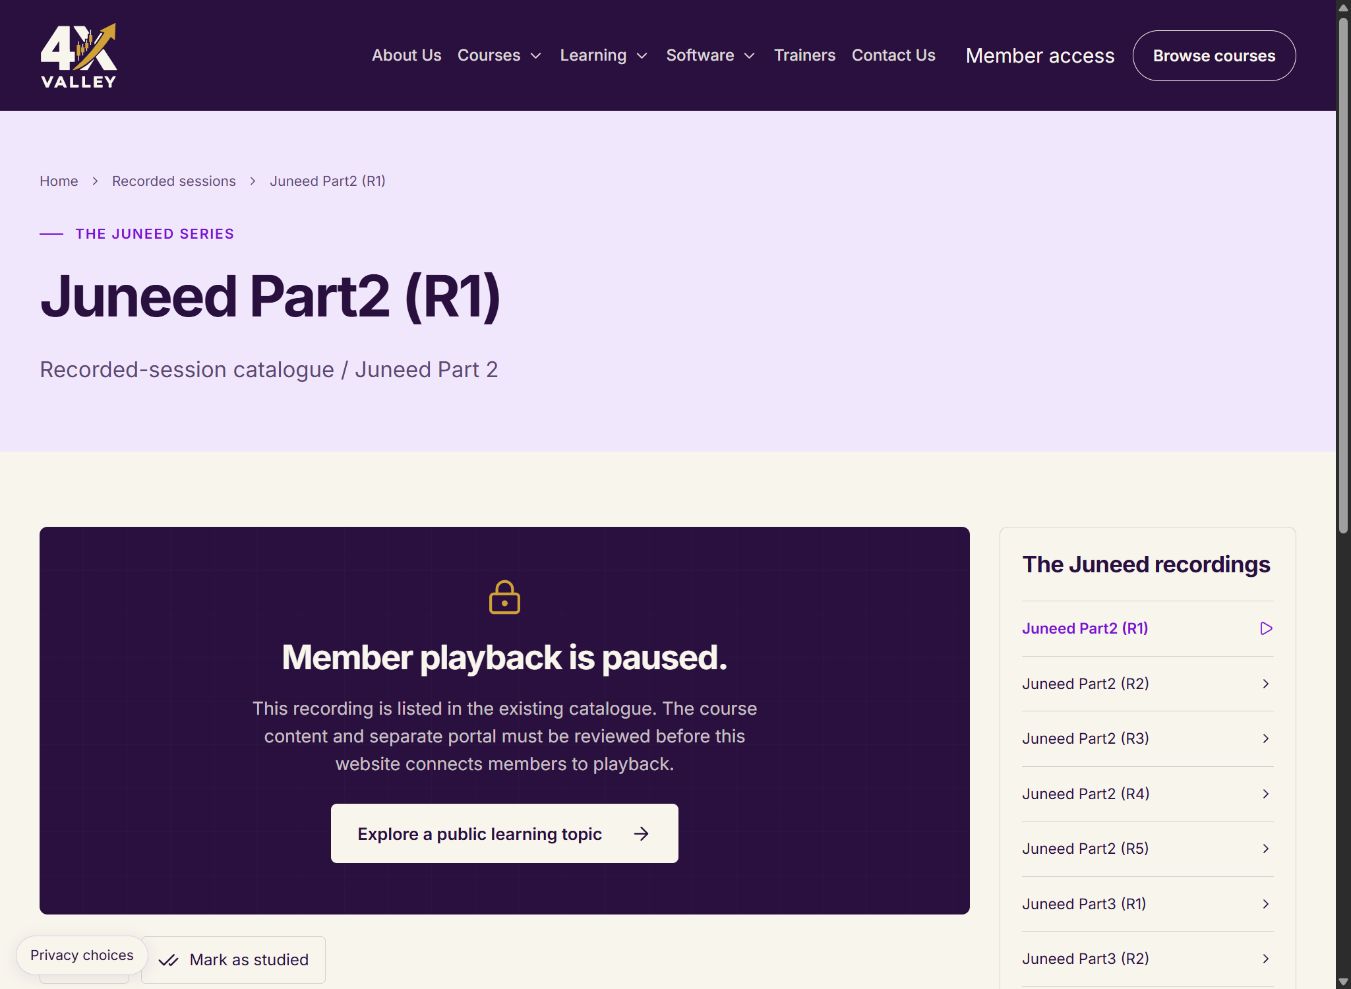 4X
VALLEY
About Us
Courses
Learning
Software
Trainers
Contact Us
Member access
Browse courses
Home
Recorded sessions
Juneed Part2 (R1)
THE JUNEED SERIES
Juneed Part2 (R1)
Recorded-session catalogue / Juneed Part 2
Member playback is paused.
This recording is listed in the existing catalogue. The course
content and separate portal must be reviewed before this
website connects members to playback.
Explore a public learning topic
Privacy choices
Mark as studied
The Juneed recordings
Juneed Part2 (R1)
Juneed Part2 (R2)
Juneed Part2 (R3)
Juneed Part2 (R4)
Juneed Part2 (R5)
Juneed Part3 (R1)
Juneed Part3 (R2)